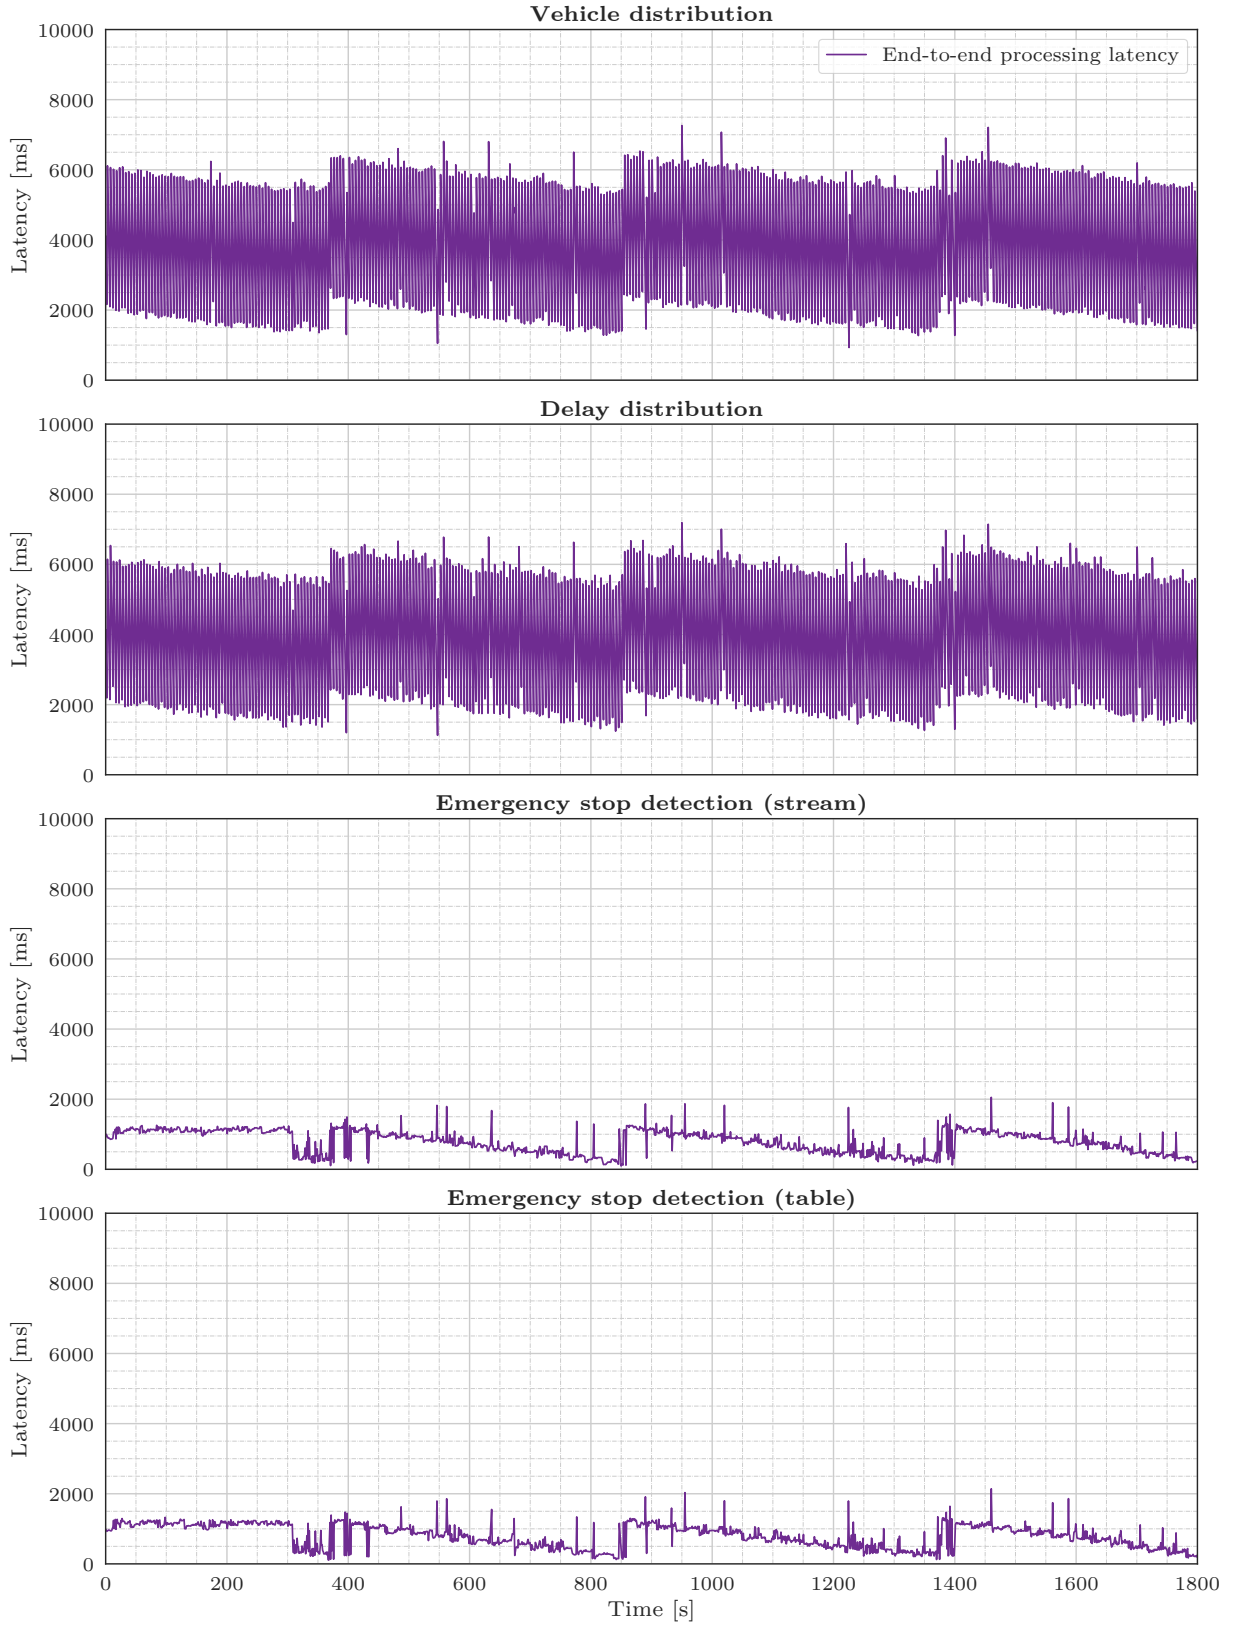 Vehicle distribution
End-to-end processing latency
Latency [ms]
10000
8000
6000
4000
2000
0
Delay distribution
Latency [ms]
10000
8000
6000
4000
2000
0
Emergency stop detection (stream)
Latency [ms]
10000
8000
6000
4000
2000
0
Emergency stop detection (table)
Latency [ms]
10000
8000
6000
4000
2000
0
0 200 400 600 800 1000 1200 1400 1600 1800
Time [s]